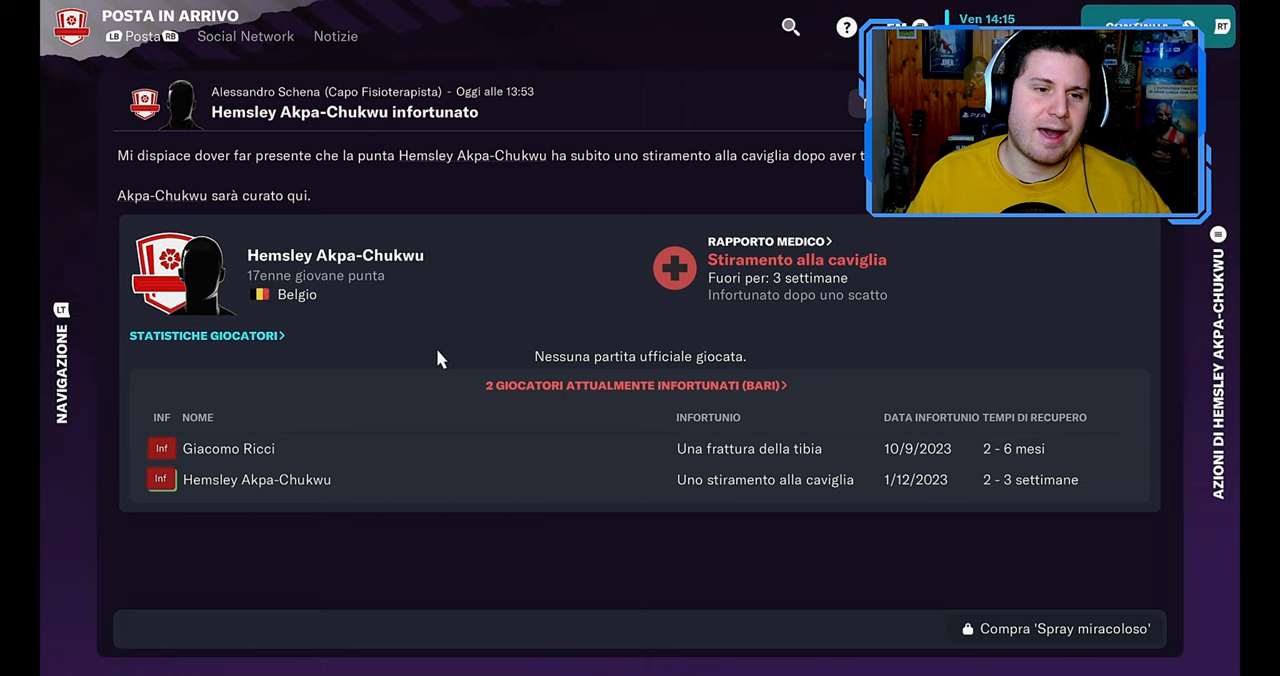 POSTA IN ARRIVO
LB Posta RB Social Network Notizie
?
Ven 14:15
RT
Alessandro Schena (Capo Fisioterapista) - Oggi alle 13:53
Hemsley Akpa-Chukwu infortunato
Mi dispiace dover far presente che la punta Hemsley Akpa-Chukwu ha subito uno stiramento alla caviglia dopo aver
Akpa-Chukwu sarà curato qui.
Hemsley Akpa-Chukwu
17enne giovane punta
Belgio
RAPPORTO MEDICO>
Stiramento alla caviglia
Fuori per: 3 settimane
Infortunato dopo uno scatto
STATISTICHE GIOCATORI>
Nessuna partita ufficiale giocata.
2 GIOCATORI ATTUALMENTE INFORTUNATI (BARI)>
INF NOME INFORTUNIO DATA INFORTUNIO TEMPI DI RECUPERO
Inf Giacomo Ricci Una frattura della tibia 10/9/2023 2 - 6 mesi
Inf Hemsley Akpa-Chukwu Uno stiramento alla caviglia 1/12/2023 2 - 3 settimane
Compra 'Spray miracoloso'
LT
NAVIGAZIONE
AZIONI DI HEMSLEY AKPA-CHUKWU